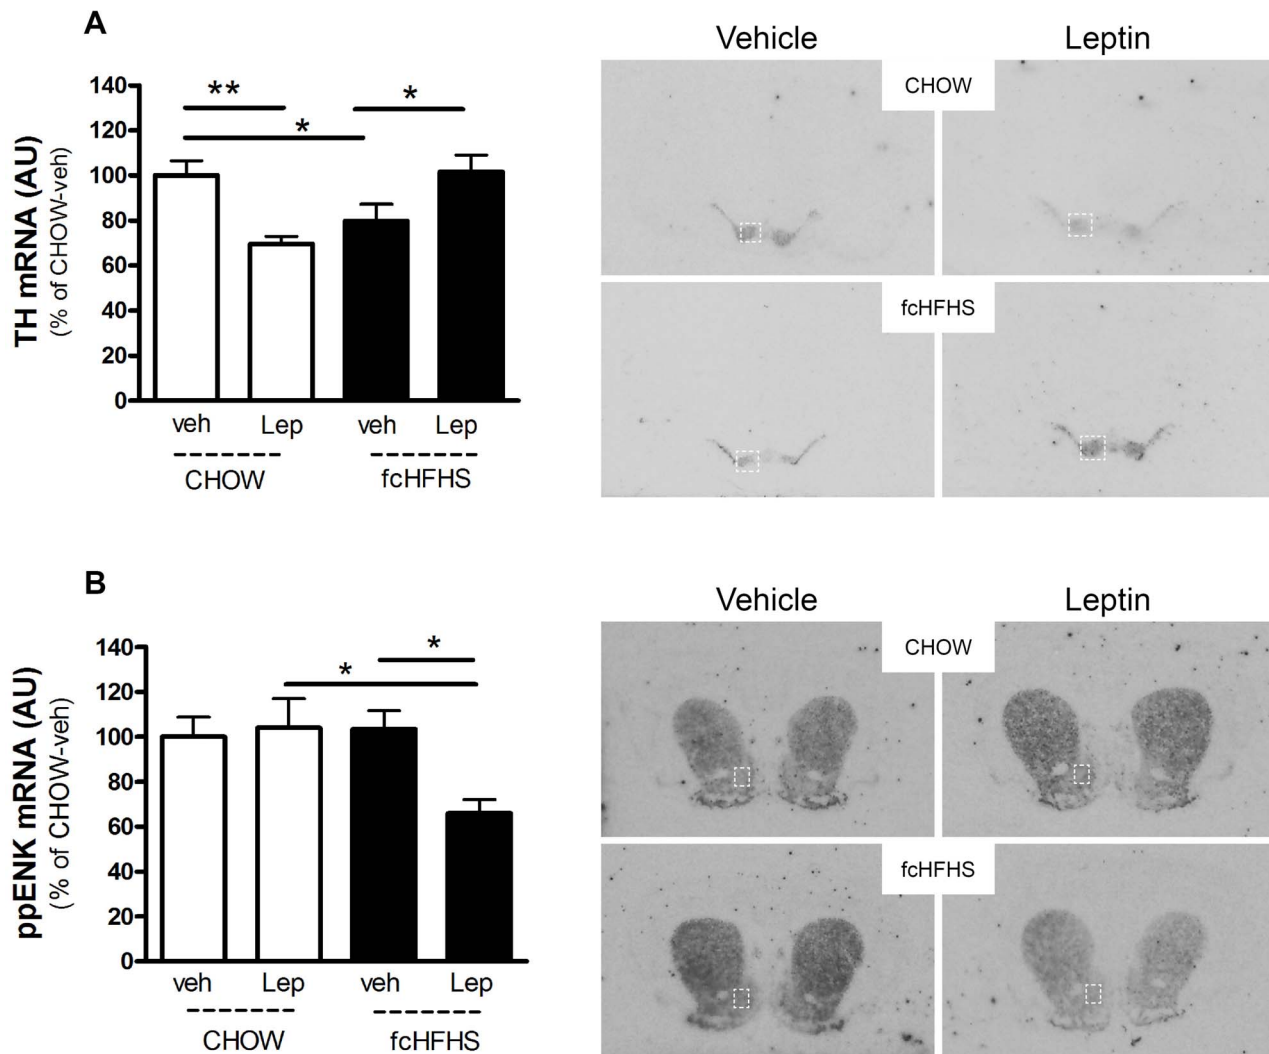 A
Vehicle Leptin
TH mRNA (AU)
(% of CHOW-veh)
140
120
100
80
60
40
20
0
**
*
*
veh Lep veh Lep
CHOW fcHFHS
CHOW
fcHFHS
B
Vehicle Leptin
ppENK mRNA (AU)
(% of CHOW-veh)
140
120
100
80
60
40
20
0
*
*
veh Lep veh Lep
CHOW fcHFHS
CHOW
fcHFHS